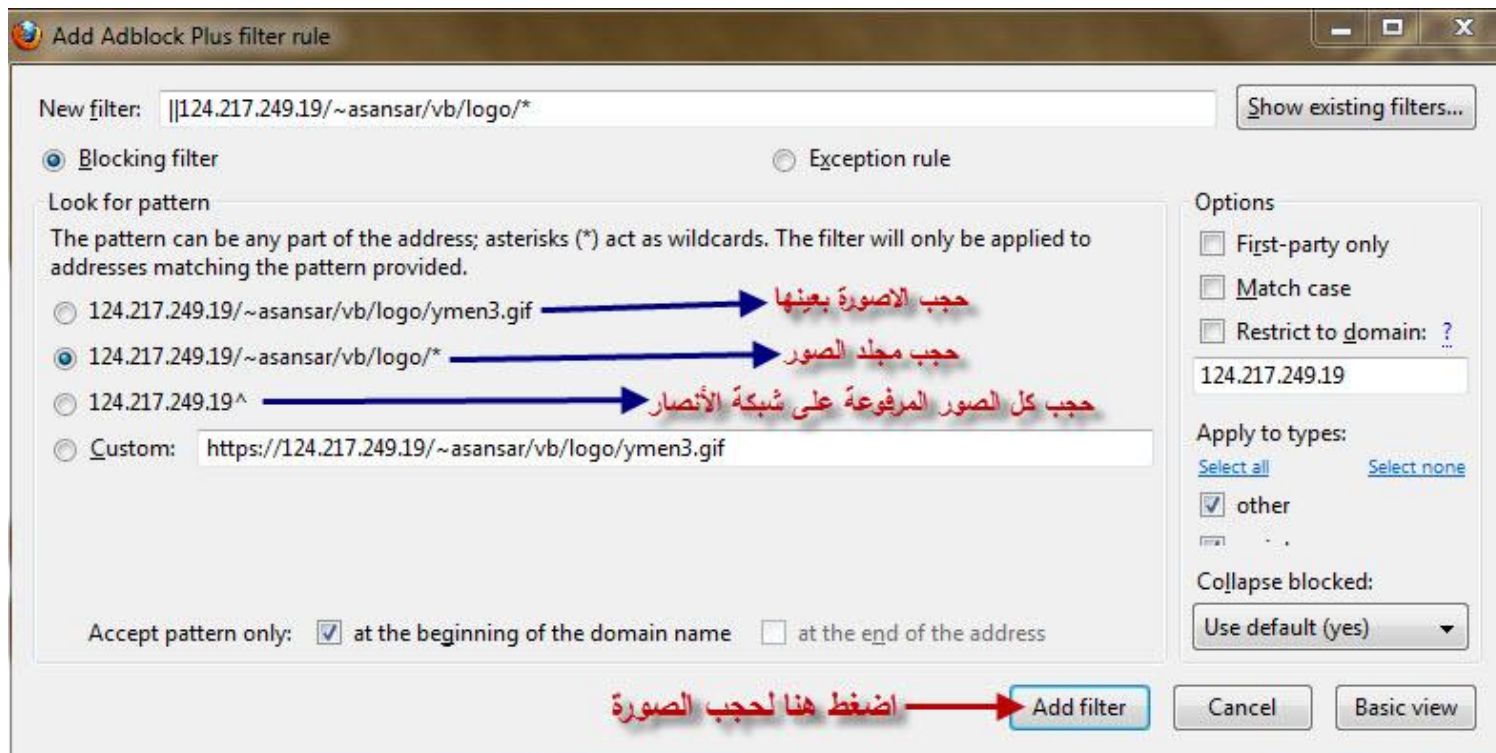 Add Adblock Plus filter rule
New filter: ||124.217.249.19/~asansar/vb/logo/* Show existing filters...
Blocking filter Exception rule
Look for pattern Options
The pattern can be any part of the address; asterisks (*) act as wildcards. The filter will only be applied to
addresses matching the pattern provided.
First-party only
124.217.249.19/~asansar/vb/logo/ymen3.gif حجب الاصورة بعينها
Match case
124.217.249.19/~asansar/vb/logo/* حجب مجلد الصور
Restrict to domain: ?
124.217.249.19
124.217.249.19^ حجب كل الصور المرفوعة على شبكة الأنصار
Custom: https://124.217.249.19/~asansar/vb/logo/ymen3.gif
Apply to types:
Select all Select none
other
Collapse blocked:
Use default (yes)
Accept pattern only: at the beginning of the domain name at the end of the address
اضغط هنا لحجب الصورة Add filter Cancel Basic view